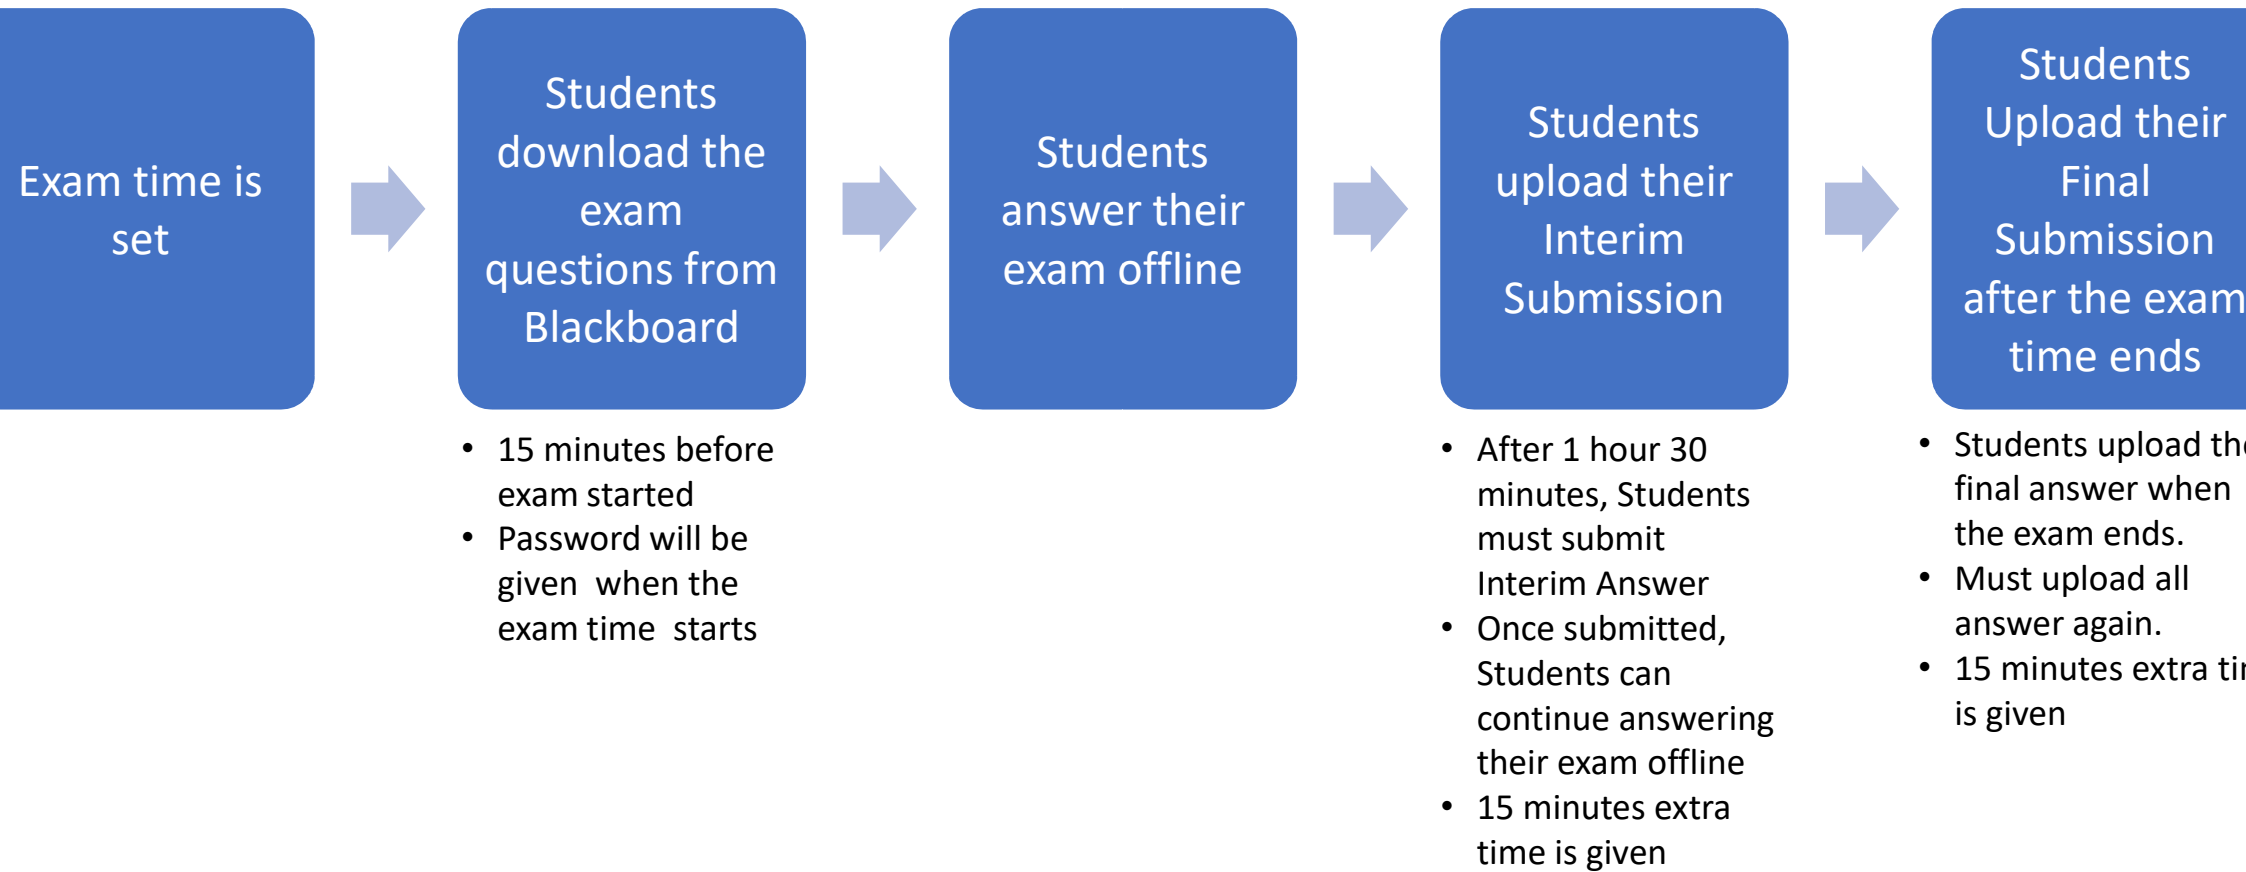 Exam time is
set
Students
download the
exam
questions from
Blackboard
• 15 minutes before
exam started
• Password will be
given when the
exam time starts
Students
answer their
exam offline
Students
upload their
Interim
Submission
• After 1 hour 30
minutes, Students
must submit
Interim Answer
• Once submitted,
Students can
continue answering
their exam offline
• 15 minutes extra
time is given
Students
Upload their
Final
Submission
after the exam
time ends
• Students upload
final answer when
the exam ends.
• Must upload all
answer again.
• 15 minutes extra
is given